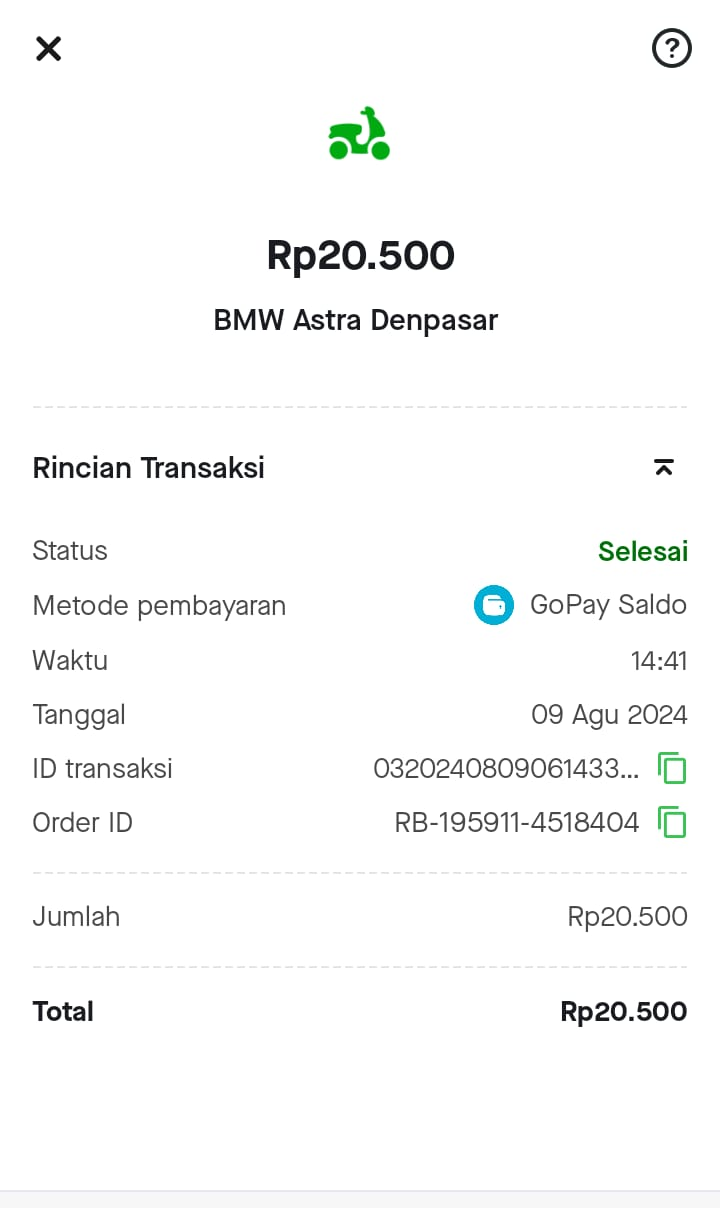 ?
Rp20.500
BMW Astra Denpasar
Rincian Transaksi
Status Selesai
Metode pembayaran GoPay Saldo
Waktu 14:41
Tanggal 09 Agu 2024
ID transaksi 0320240809061433...
Order ID RB-195911-4518404
Jumlah Rp20.500
Total Rp20.500